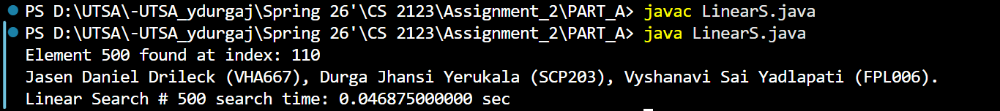 PS D:\UTSA\-UTSA_ydurgaj\Spring 26'\CS 2123\Assignment_2\PART_A> javac LinearS.java
PS D:\UTSA\-UTSA_ydurgaj\Spring 26'\CS 2123\Assignment_2\PART_A> java LinearS.java
Element 500 found at index: 110
Jasen Daniel Drileck (VHA667), Durga Jhansi Yerukala (SCP203), Vyshanavi Sai Yadlapati (FPL006).
Linear Search # 500 search time: 0.046875000000 sec